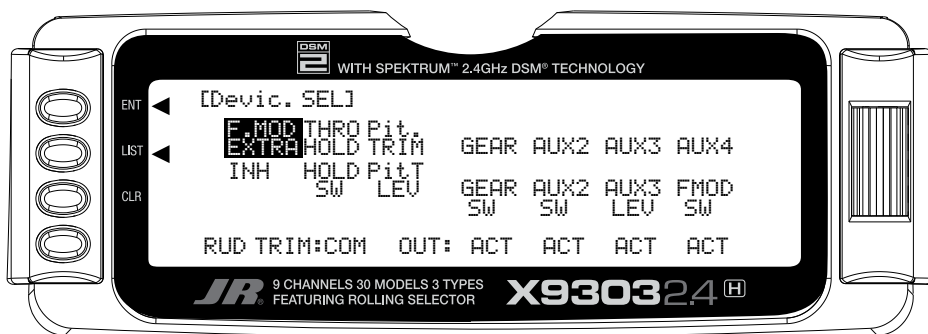 DSM
2
WITH SPEKTRUM™ 2.4GHz DSM® TECHNOLOGY
ENT
LIST
CLR
[Devic. SEL]
F.MOD THRO Pit.
EXTRA HOLD TRIM GEAR AUX2 AUX3 AUX4
INH HOLD PitT
SW LEV GEAR AUX2 AUX3 FMOD
SW SW LEV SW
RUD TRIM:COM OUT: ACT ACT ACT ACT
JR® 9 CHANNELS 30 MODELS 3 TYPES
FEATURING ROLLING SELECTOR
X9303 2.4 H